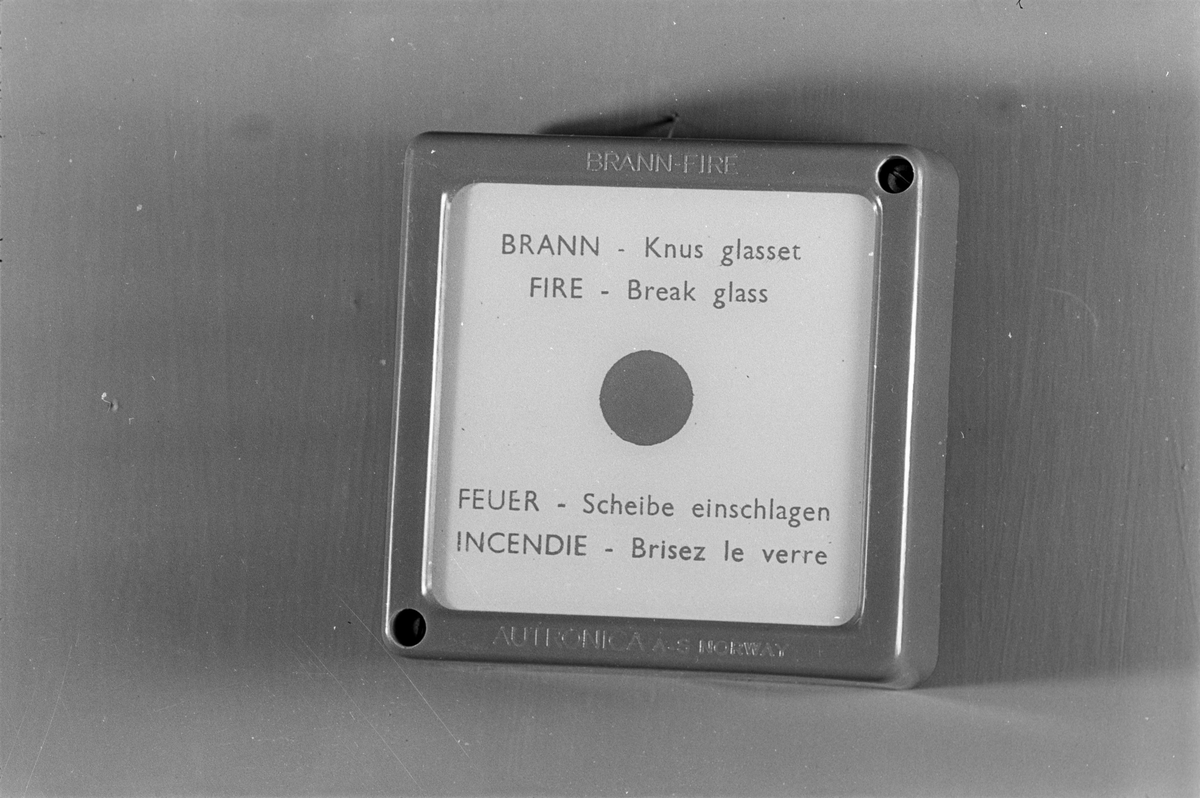 BRANN-FIRE
BRANN - Knus glasset
FIRE - Break glass
FEUER - Scheibe einschlagen
INCENDIE - Brisez le verre
AUTRONICA A-S NORWAY